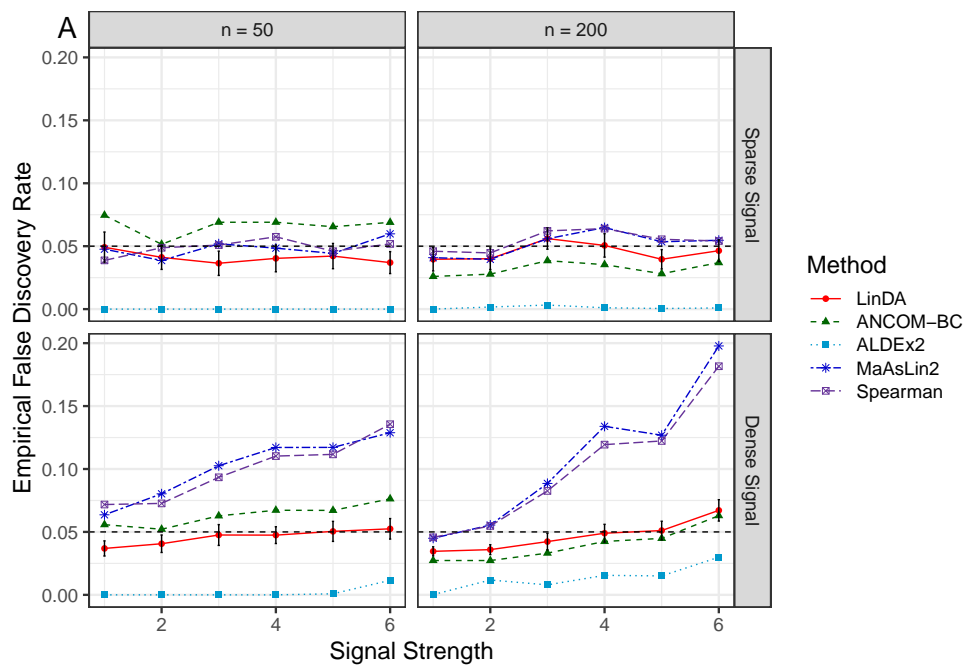 A
n = 50
n = 200
0.20
0.15
0.10
0.05
0.00
Sparse Signal
0.20
0.15
0.10
0.05
0.00
Dense Signal
Empirical False Discovery Rate
2
4
6
2
4
6
Signal Strength
Method
LinDA
ANCOM−BC
ALDEx2
MaAsLin2
Spearman